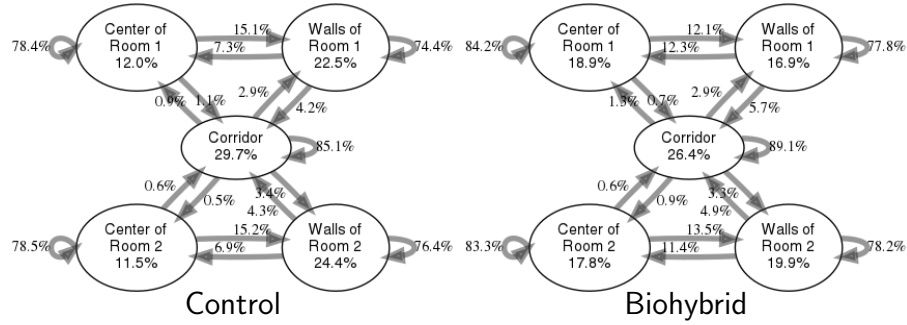 Center of
Room 1
12.0%
Walls of
Room 1
22.5%
78.4%
15.1%
7.3%
74.4%
0.9%
1.1%
2.9%
4.2%
Corridor
29.7%
85.1%
0.6%
0.5%
3.4%
4.3%
Center of
Room 2
11.5%
Walls of
Room 2
24.4%
78.5%
15.2%
6.9%
76.4%
Control
Center of
Room 1
18.9%
Walls of
Room 1
16.9%
84.2%
12.1%
12.3%
77.8%
1.3%
0.7%
2.9%
5.7%
Corridor
26.4%
89.1%
0.6%
0.9%
3.3%
4.9%
Center of
Room 2
17.8%
Walls of
Room 2
19.9%
83.3%
13.5%
11.4%
78.2%
Biohybrid